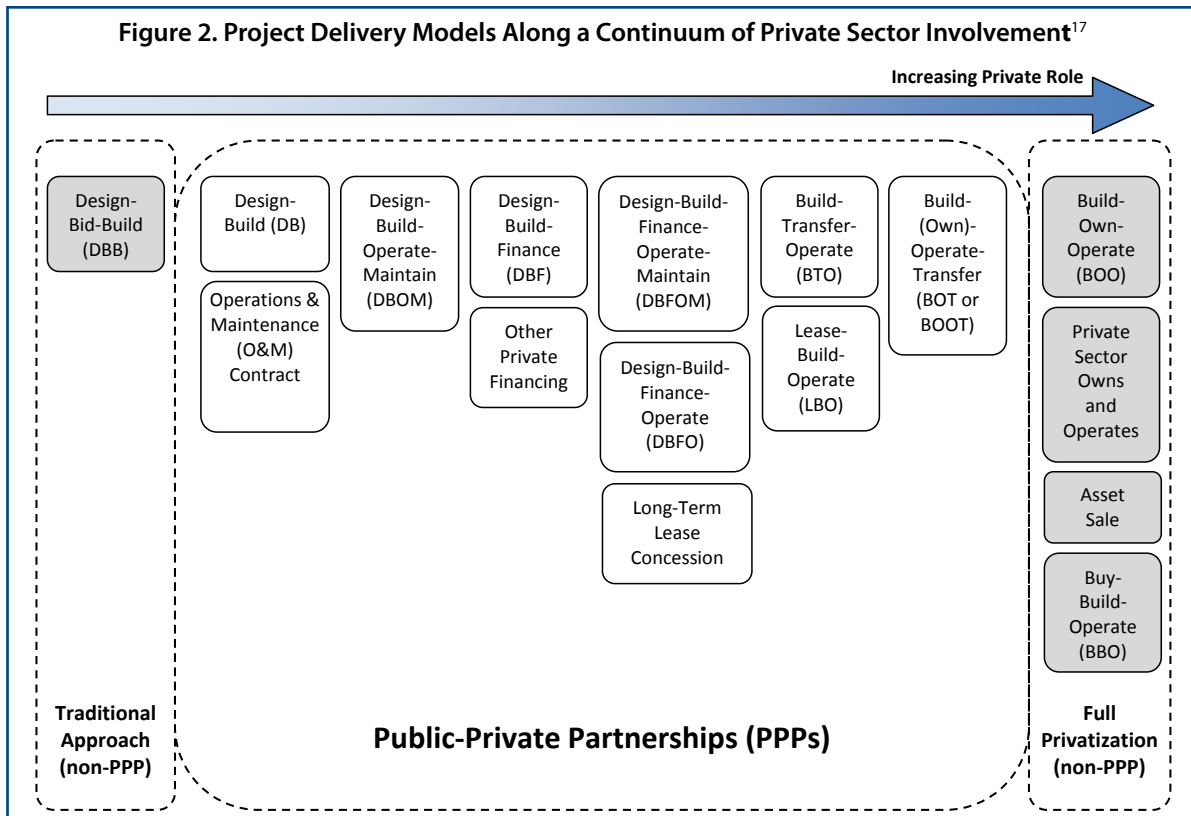 Figure 2. Project Delivery Models Along a Continuum of Private Sector Involvement17
Increasing Private Role
Design-
Bid-Build
(DBB)
Traditional
Approach
(non-PPP)
Design-
Build (DB)
Operations &
Maintenance
(O&M)
Contract
Design-
Build-
Operate-
Maintain
(DBOM)
Design-
Build-
Finance
(DBF)
Other
Private
Financing
Design-Build-
Finance-
Operate-
Maintain
(DBFOM)
Design-Build-
Finance-
Operate
(DBFO)
Long-Term
Lease
Concession
Build-
Transfer-
Operate
(BTO)
Lease-
Build-
Operate
(LBO)
Build-
(Own)-
Operate-
Transfer
(BOT or
BOOT)
Public-Private Partnerships (PPPs)
Build-
Own-
Operate
(BOO)
Private
Sector
Owns
and
Operates
Asset
Sale
Buy-
Build-
Operate
(BBO)
Full
Privatization
(non-PPP)